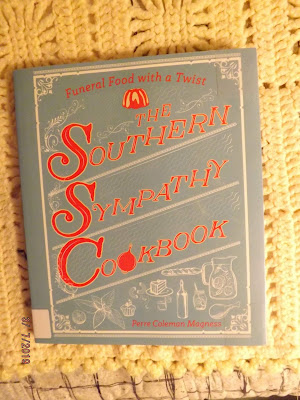 Funeral Food with a Twist
THE
SOUTHERN
SYMPATHY
COOKBOOK
Perre Coleman Magness